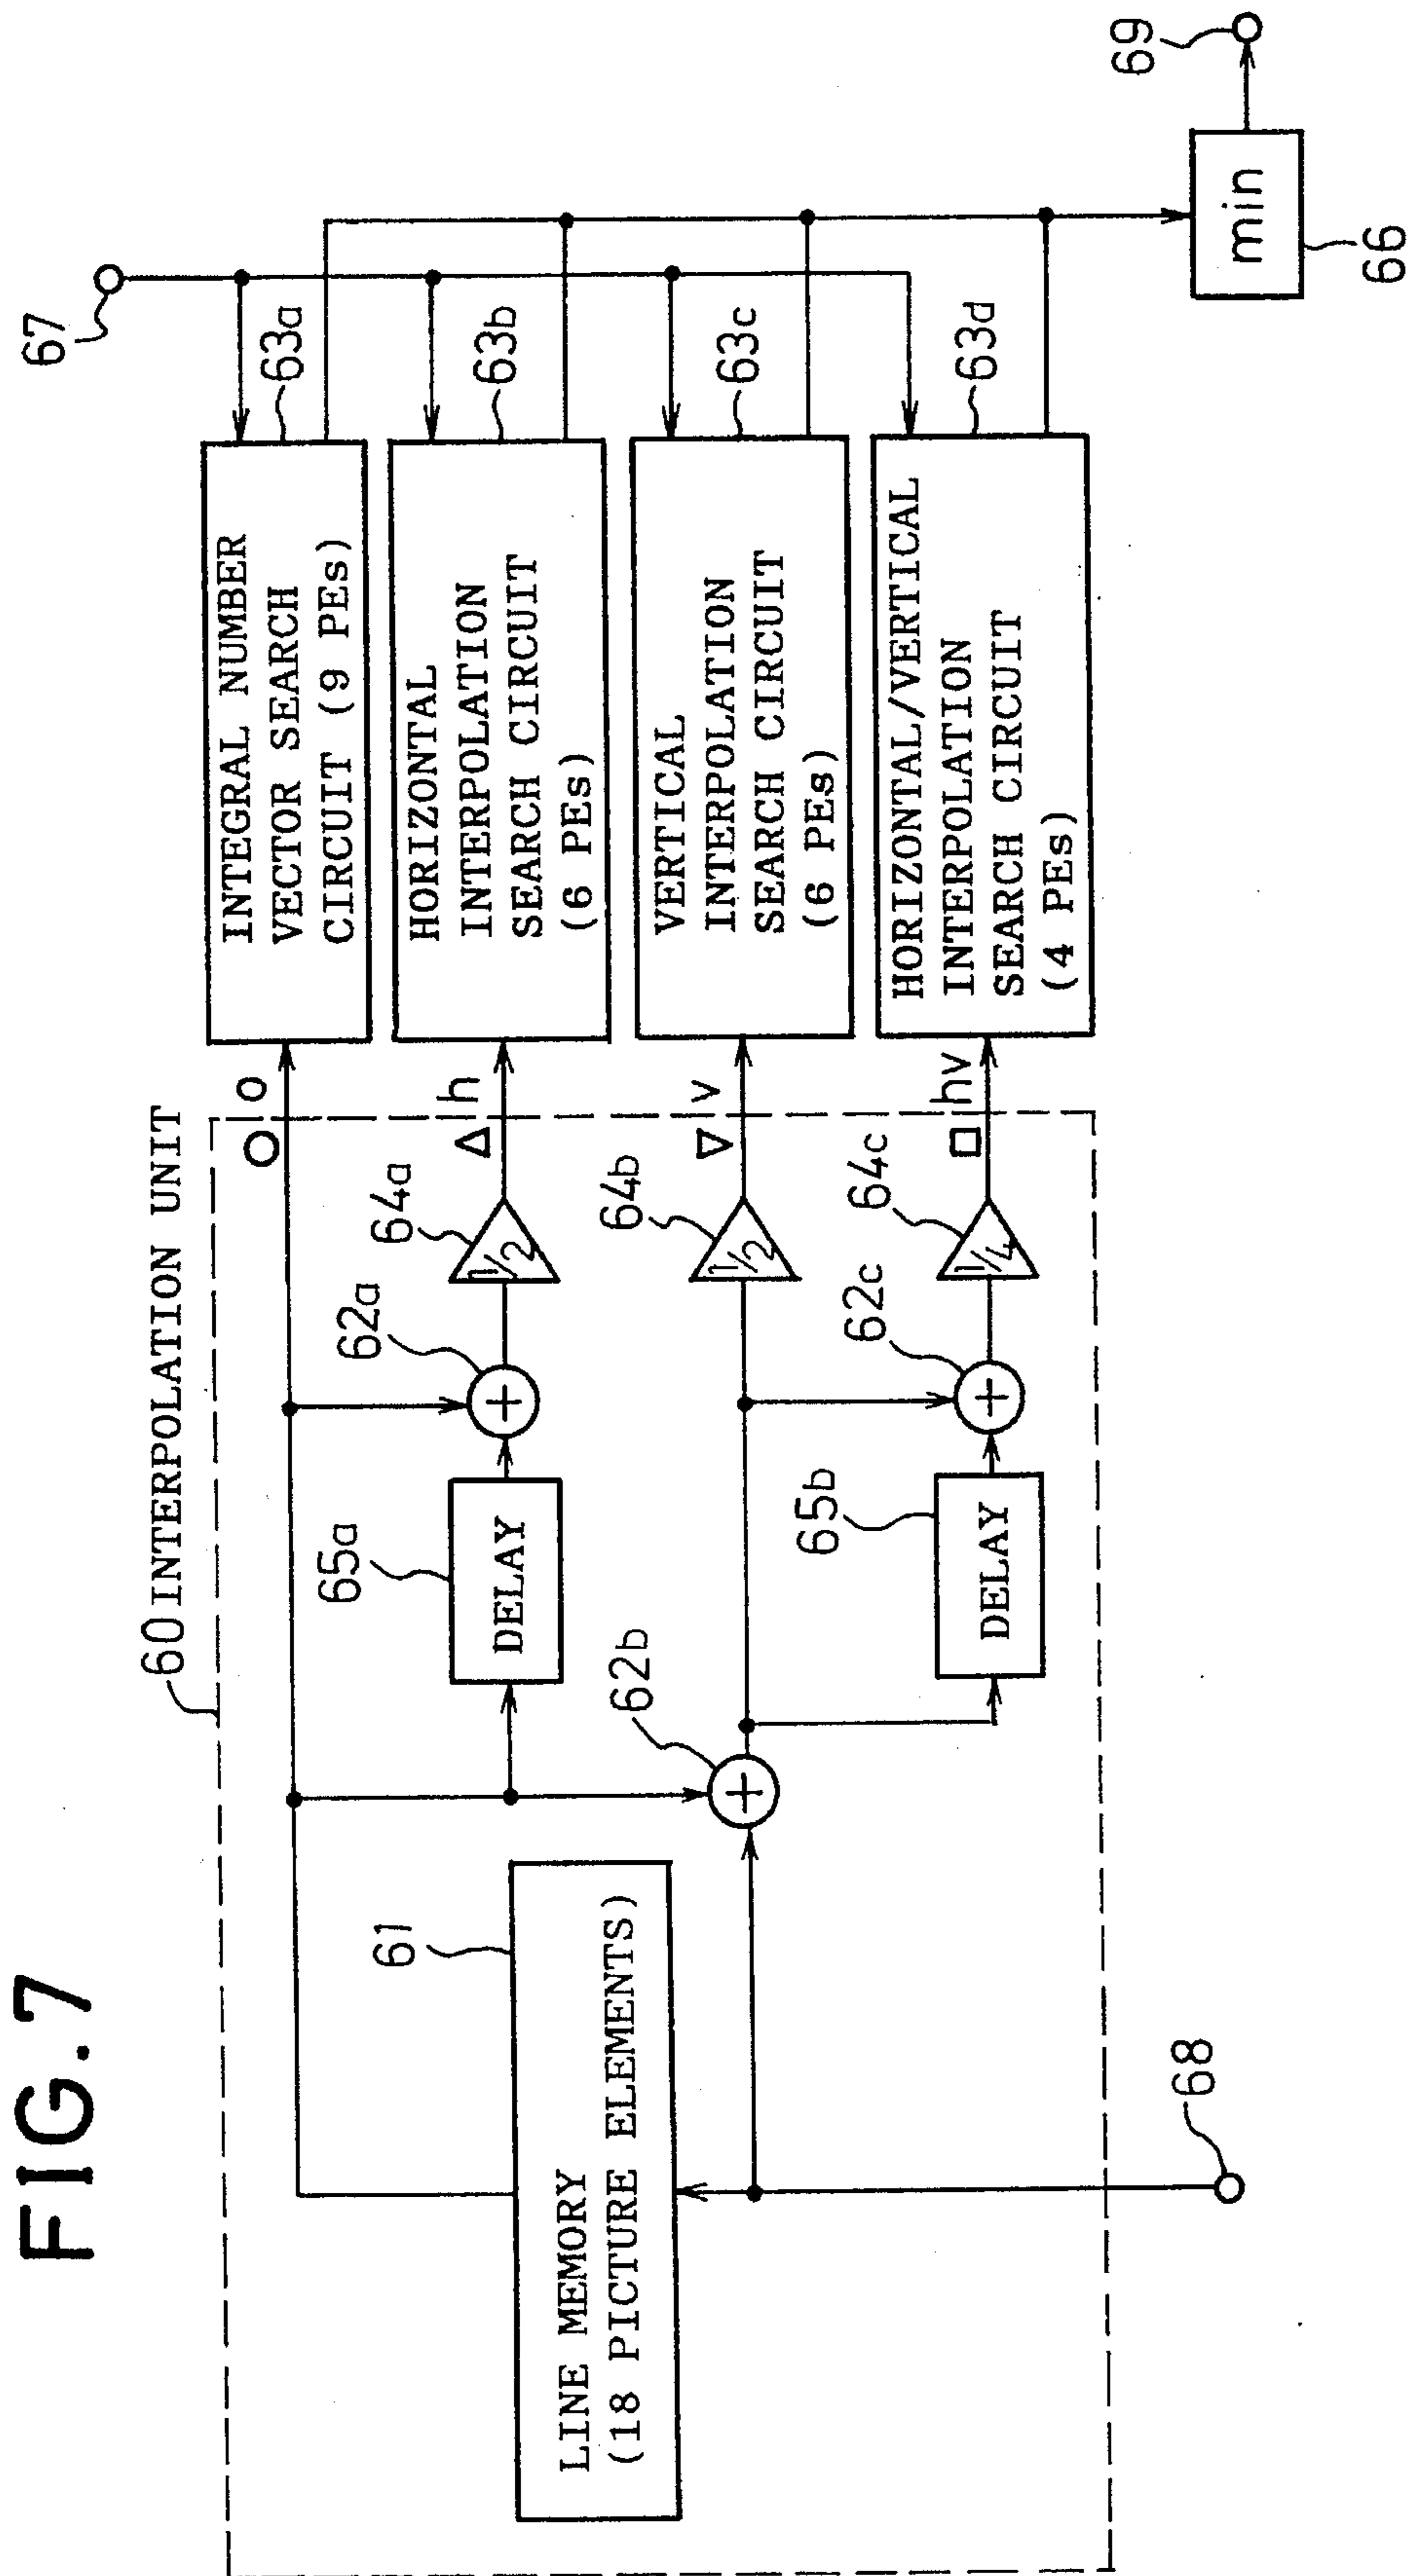 FIG.7
60 INTERPOLATION UNIT
LINE MEMORY
(18 PICTURE ELEMENTS)
61
68
62b
65a
DELAY
65b
DELAY
62a
+
+
62c
+
64a
1/2
64b
1/2
64c
1/4
o
h
v
hv
INTEGRAL NUMBER
VECTOR SEARCH
CIRCUIT (9 PEs)
63a
HORIZONTAL
INTERPOLATION
SEARCH CIRCUIT
(6 PEs)
63b
VERTICAL
INTERPOLATION
SEARCH CIRCUIT
(6 PEs)
63c
HORIZONTAL/VERTICAL
INTERPOLATION
SEARCH CIRCUIT
(4 PEs)
63d
67
min
66
69